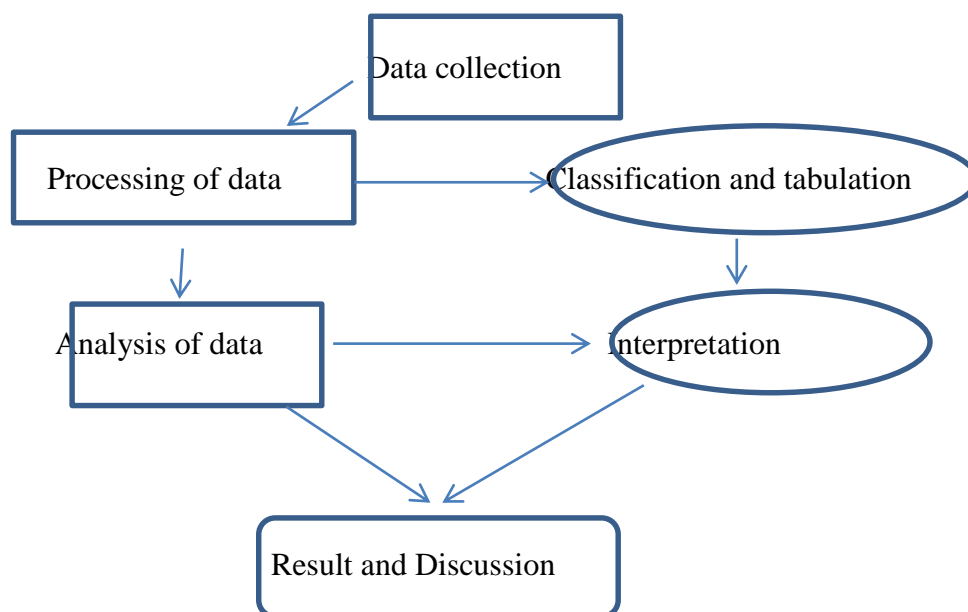 Data collection
Processing of data
Classification and tabulation
Analysis of data
Interpretation
Result and Discussion